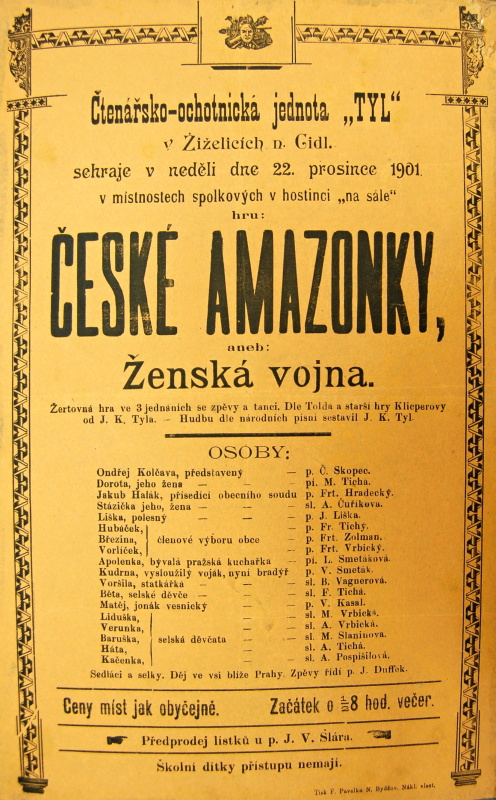 Čtenářsko-ochotnická jednota „TYL“
v Žiželicích n. Cidl.
sehraje v neděli dne 22. prosince 1901.
v místnostech spolkových v hostinci „na sále“
hru:
ČESKÉ AMAZONKY,
aneb:
Ženská vojna.
Žertovná hra ve 3 jednáních se zpěvy a tanci. Dle Tolda a starší hry Klicperovy
od J. K. Tyla. — Hudbu dle národních písní sestavil J. K. Tyl.
OSOBY:
Ondřej Kolčava, představený — p. Č. Skopec.
Dorota, jeho žena — — — pí. M. Tichá.
Jakub Halák, přísedící obecního soudu p. Frt. Hradecký.
Stázička jeho, žena — — — sl. A. Čuříkova.
Liška, polesný — — — p. J. Liška.
Hubáček, — p. Fr. Tichý.
Březina, členové výboru obce — p. Frt. Zolman.
Vorlíček, — p. Frt. Vrbický.
Apolenka, bývalá pražská kuchařka — pí. L. Smetáková.
Kudrna, vysloužilý voják, nyní bradýř p. V. Smeták.
Voršila, statkářka — — — sl. B. Vagnerová.
Běta, selské děvče — — — sl. F. Tichá.
Matěj, jonák vesnický — — p. V. Kasal.
Liduška, — sl. M. Vrbická.
Verunka, — sl. A. Vrbická.
Baruška, selská děvčata — — sl. M. Slaninova.
Háta, — sl. A. Tichá.
Kačenka, — sl. A. Pospíšilová.
Sedláci a selky. Děj ve vsi blíže Prahy. Zpěvy řídí p. J. Duffek.
Ceny míst jak obyčejně. Začátek o ½8 hod. večer.
Předprodej lístků u p. J. V. Šlára.
Školní dítky přístupu nemají.
Tisk F. Pavelka N. Bydžov. Nákl. vlast.